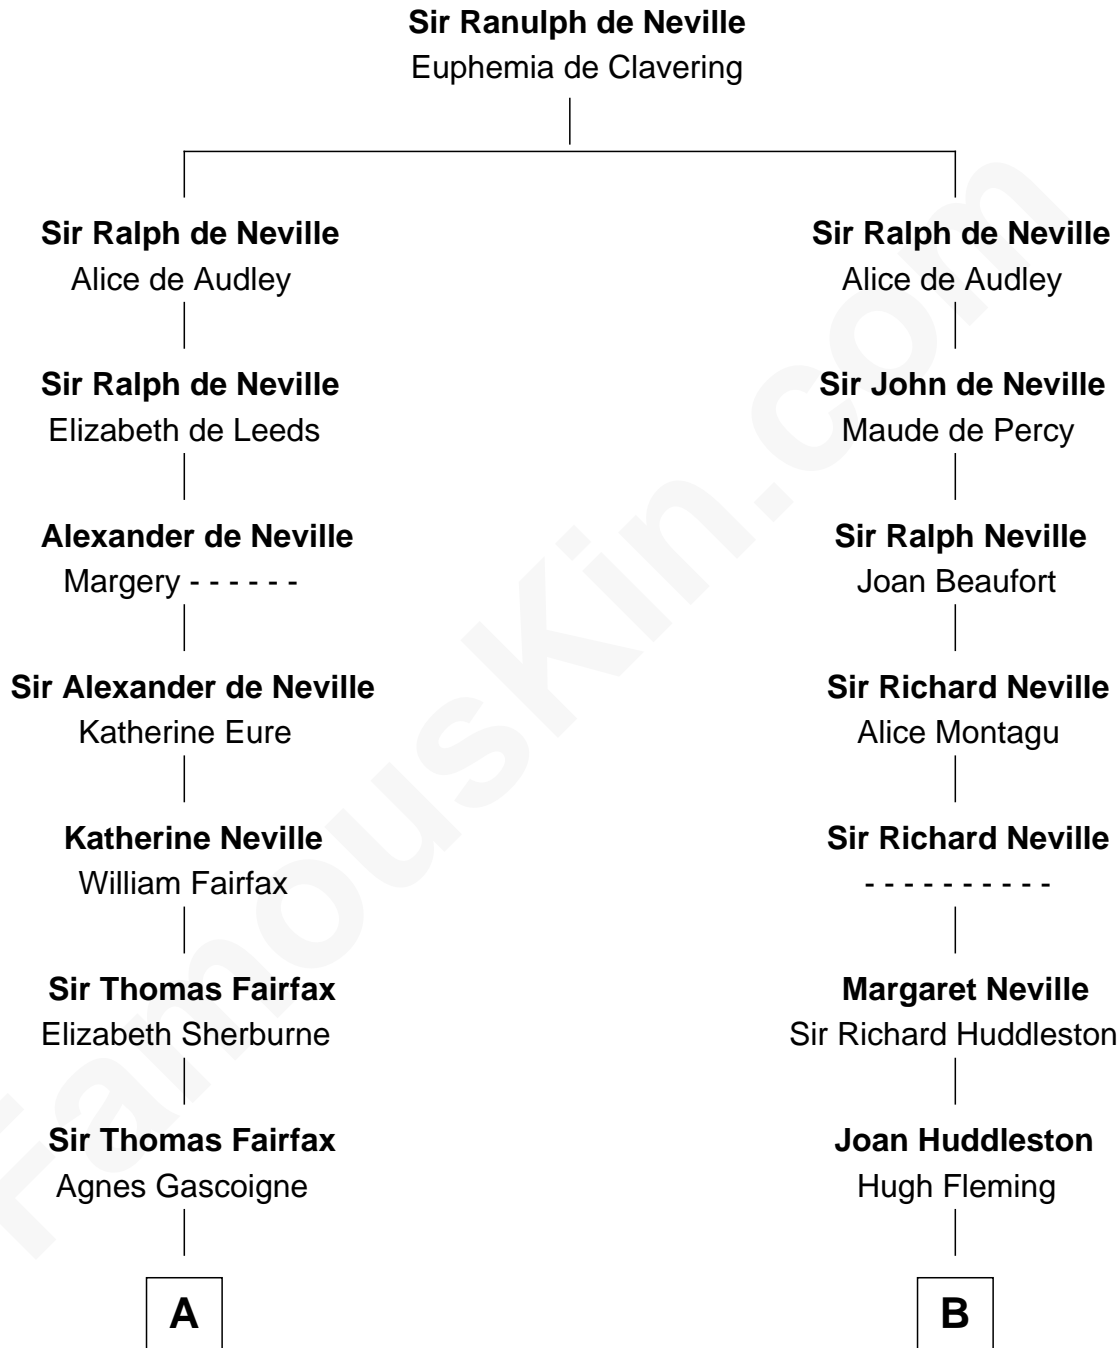 Sir Ranulph de Neville
Euphemia de Clavering
Sir Ralph de Neville
Alice de Audley
Sir Ralph de Neville
Alice de Audley
Sir Ralph de Neville
Elizabeth de Leeds
Sir John de Neville
Maude de Percy
Alexander de Neville
Margery - - - - - -
Sir Ralph Neville
Joan Beaufort
Sir Alexander de Neville
Katherine Eure
Sir Richard Neville
Alice Montagu
Katherine Neville
William Fairfax
Sir Richard Neville
- - - - - - - - - -
Sir Thomas Fairfax
Elizabeth Sherburne
Margaret Neville
Sir Richard Huddleston
Sir Thomas Fairfax
Agnes Gascoigne
Joan Huddleston
Hugh Fleming
A
B
FamousKin.com